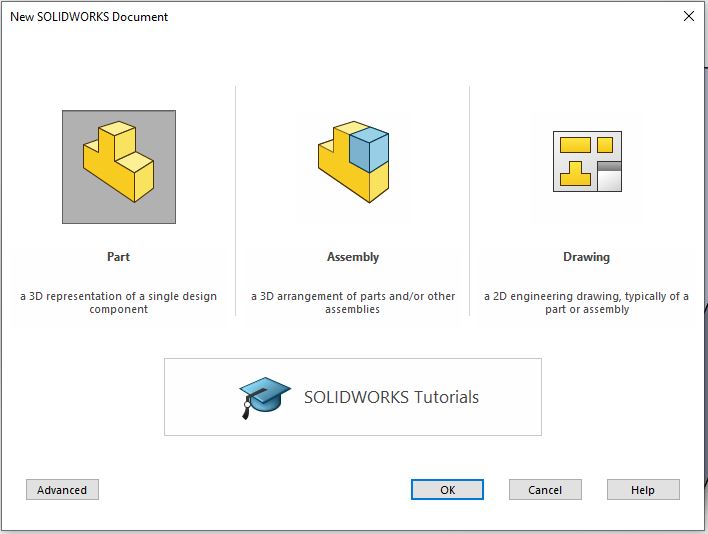 New SOLIDWORKS Document
Part
a 3D representation of a single design
component
Assembly
a 3D arrangement of parts and/or other
assemblies
Drawing
a 2D engineering drawing, typically of a
part or assembly
SOLIDWORKS Tutorials
Advanced
OK
Cancel
Help